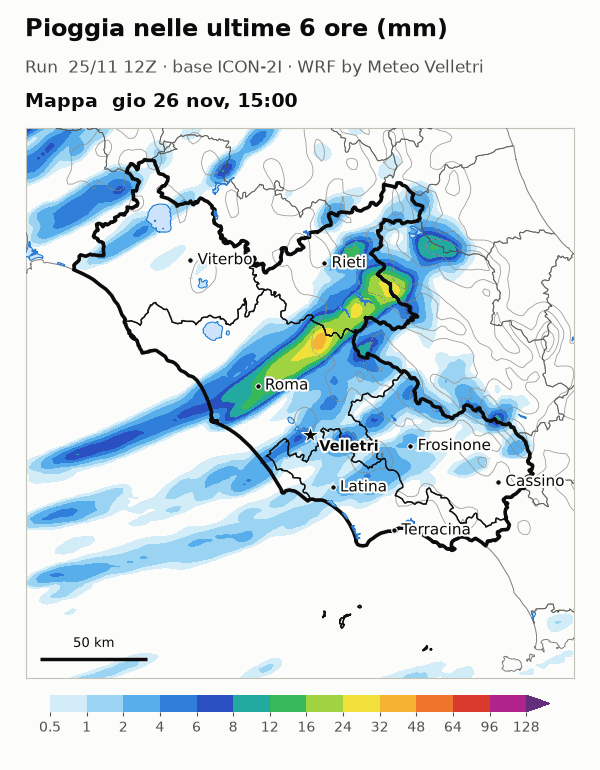 Pioggia nelle ultime 6 ore (mm)
Run  25/11 12Z · base ICON-2I · WRF by Meteo Velletri
Mappa  gio 26 nov, 15:00
Viterbo
Rieti
Roma
Velletri
Frosinone
Latina
Cassino
Terracina
50 km
0.5 1 2 4 6 8 12 16 24 32 48 64 96 128